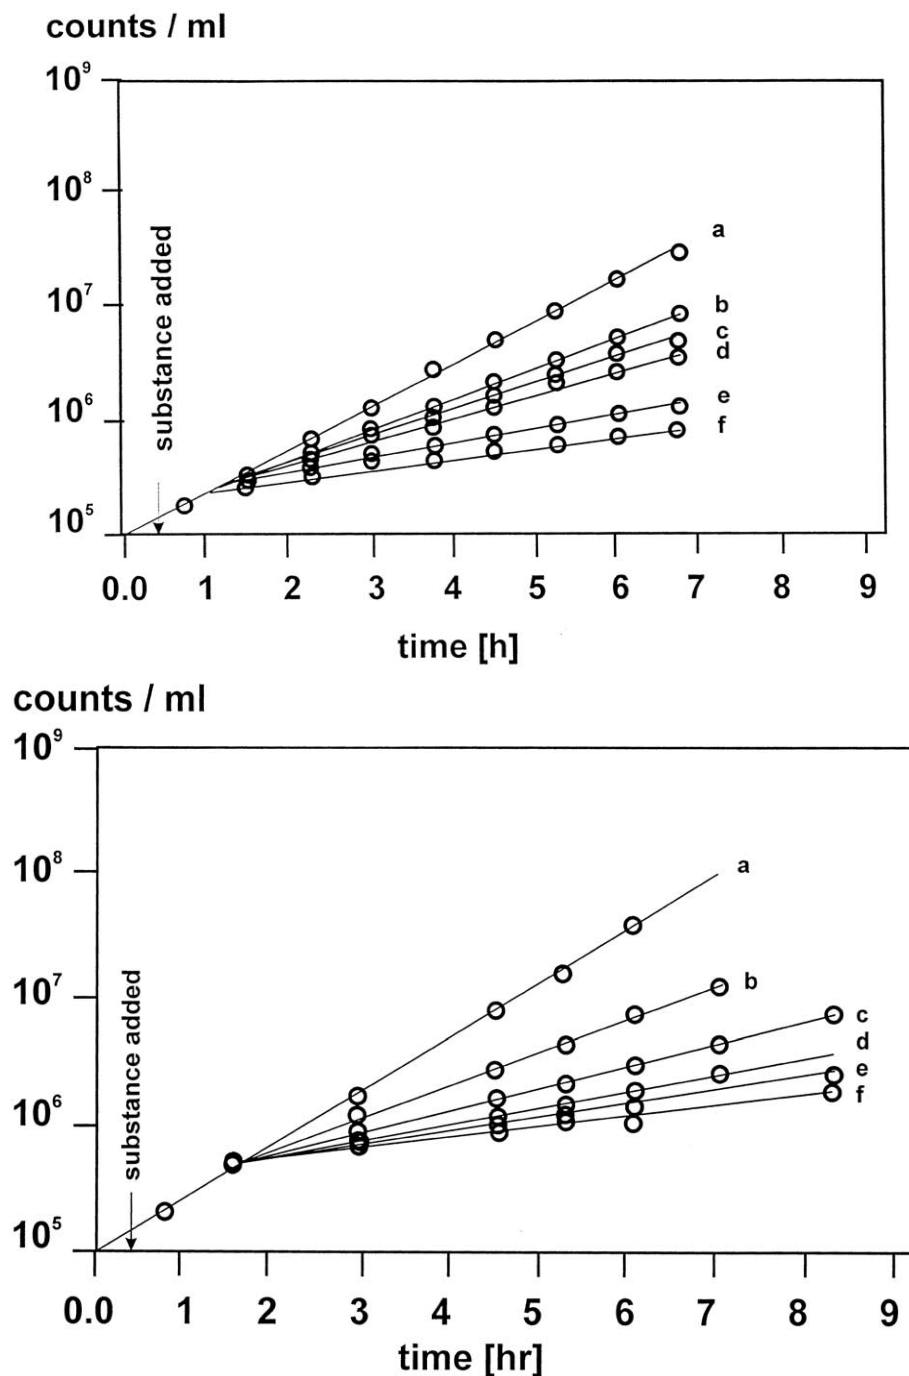 counts / ml
10⁹
10⁸
10⁷
10⁶
10⁵
substance added
a
b
c
d
e
f
0.0 1 2 3 4 5 6 7 8 9
time [h]
counts / ml
10⁹
10⁸
10⁷
10⁶
10⁵
substance added
a
b
c
d
e
f
0.0 1 2 3 4 5 6 7 8 9
time [hr]